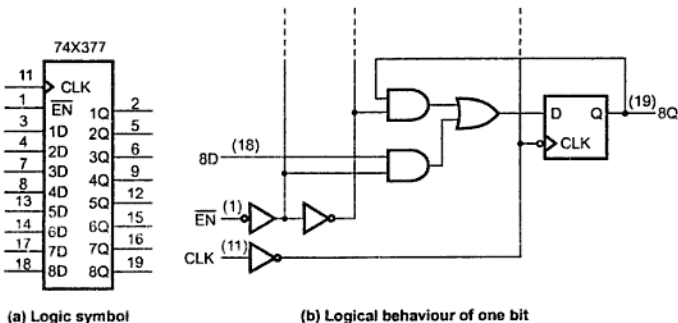 74X377
11 CLK
1 E̅N̅ 1Q 2
3 1D 2Q 5
4 2D 3Q 6
7 3D 4Q 9
8 4D 5Q 12
13 5D 6Q 15
14 6D 7Q 16
17 7D 8Q 19
18 8D
D Q (19) 8Q
CLK
8D (18)
E̅N̅ (1)
CLK (11)
(a) Logic symbol
(b) Logical behaviour of one bit